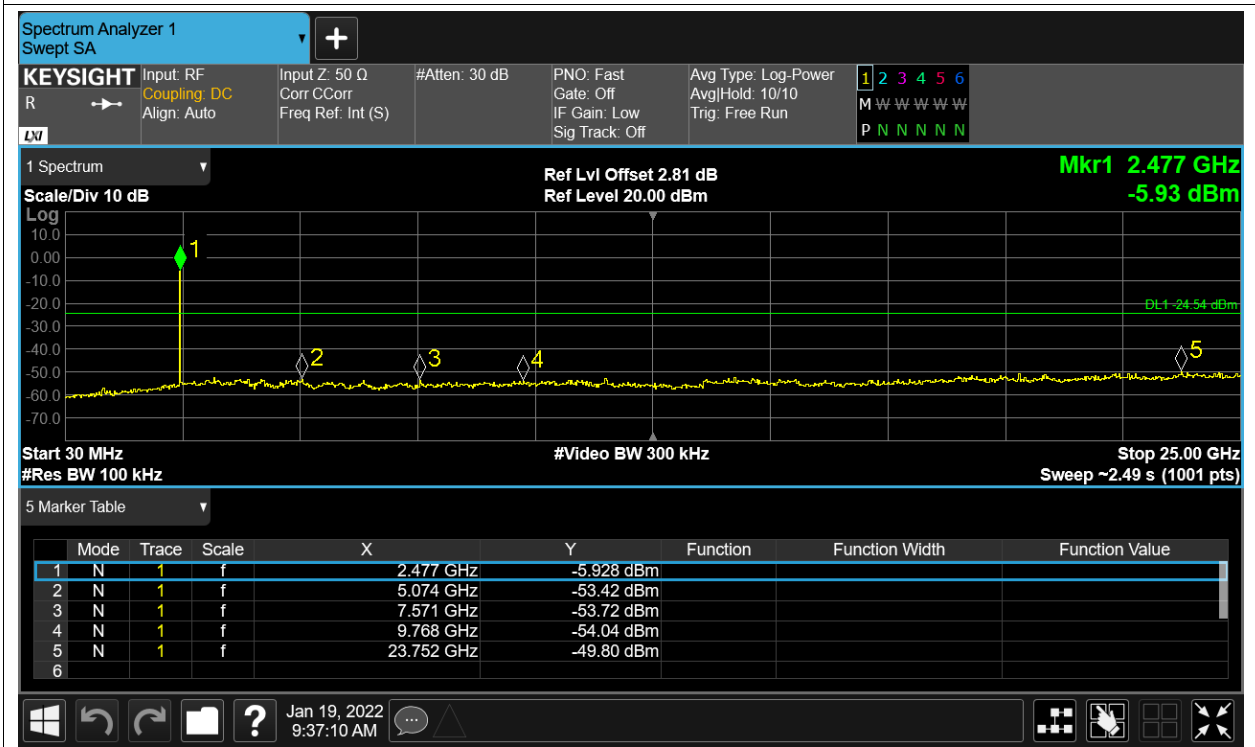 Spectrum Analyzer 1
Swept SA
+
KEYSIGHT
R
LXI
Input: RF
Coupling: DC
Align: Auto
Input Z: 50 Ω
Corr CCorr
Freq Ref: Int (S)
#Atten: 30 dB
PNO: Fast
Gate: Off
IF Gain: Low
Sig Track: Off
Avg Type: Log-Power
Avg|Hold: 10/10
Trig: Free Run
1 2 3 4 5 6
M W W W W W
P N N N N N
1 Spectrum
Scale/Div 10 dB
Ref Lvl Offset 2.81 dB
Ref Level 20.00 dBm
Mkr1 2.477 GHz
-5.93 dBm
Log
10.0
0.00
-10.0
-20.0
-30.0
-40.0
-50.0
-60.0
-70.0
1
2
3
4
5
DL1 -24.54 dBm
Start 30 MHz
#Res BW 100 kHz
#Video BW 300 kHz
Stop 25.00 GHz
Sweep ~2.49 s (1001 pts)
5 Marker Table
Mode Trace Scale X Y Function Function Width Function Value
1 N 1 f 2.477 GHz -5.928 dBm
2 N 1 f 5.074 GHz -53.42 dBm
3 N 1 f 7.571 GHz -53.72 dBm
4 N 1 f 9.768 GHz -54.04 dBm
5 N 1 f 23.752 GHz -49.80 dBm
6
?
Jan 19, 2022
9:37:10 AM